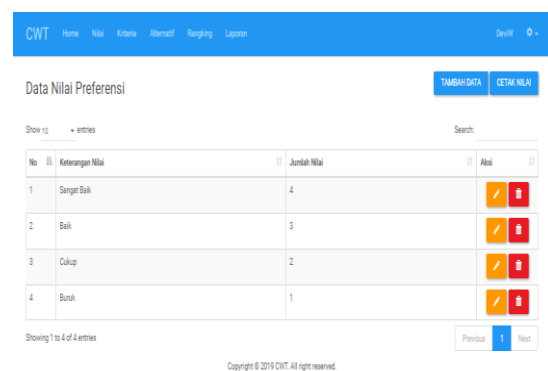 CWT Home Nilai Kriteria Alternatif Rangking Laporan DeviW
Data Nilai Preferensi TAMBAH DATA CETAK NILAI
Show 10 entries Search:
No Keterangan Nilai Jumlah Nilai Aksi
1 Sangat Baik 4
2 Baik 3
3 Cukup 2
4 Buruk 1
Showing 1 to 4 of 4 entries Previous 1 Next
Copyright © 2019 CWT. All right reserved.